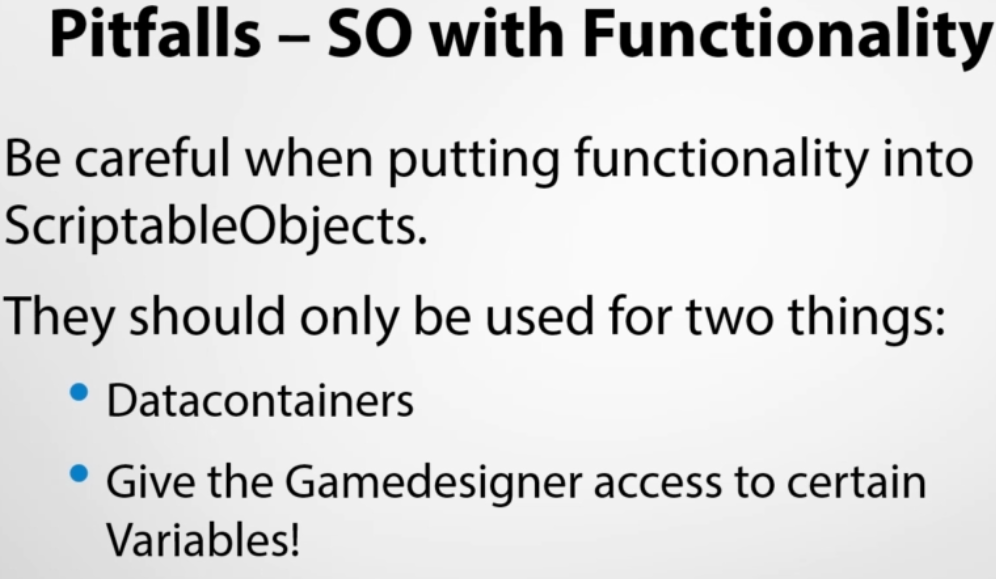 Pitfalls – SO with Functionality
Be careful when putting functionality into
ScriptableObjects.
They should only be used for two things:
• Datacontainers
• Give the Gamedesigner access to certain
Variables!